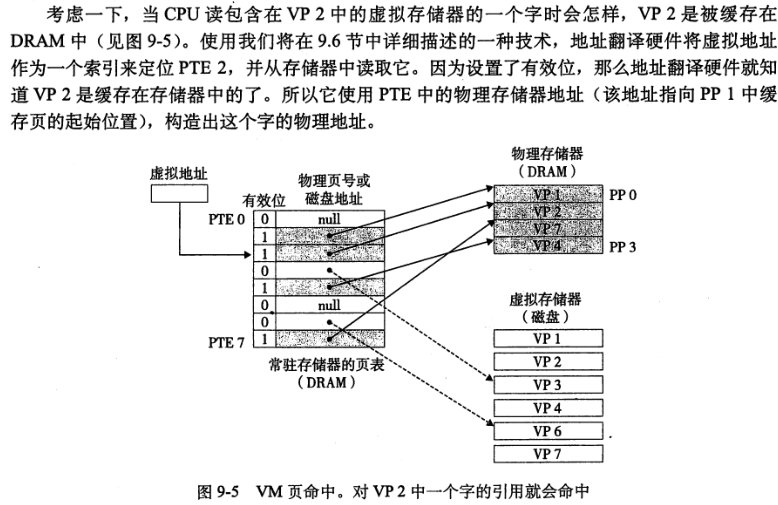 考虑一下，当 CPU 读包含在 VP 2 中的虚拟存储器的一个字时会怎样，VP 2 是被缓存在
DRAM 中（见图 9-5）。使用我们将在 9.6 节中详细描述的一种技术，地址翻译硬件将虚拟地址
作为一个索引来定位 PTE 2，并从存储器中读取它。因为设置了有效位，那么地址翻译硬件就知
道 VP 2 是缓存在存储器中的了。所以它使用 PTE 中的物理存储器地址（该地址指向 PP 1 中缓
存页的起始位置），构造出这个字的物理地址。
虚拟地址
有效位
物理页号或
磁盘地址
PTE 0
0
null
1
1
0
1
0
null
0
PTE 7
1
常驻存储器的页表
（DRAM）
物理存储器
（DRAM）
VP 1
PP 0
VP 2
VP 7
VP 4
PP 3
虚拟存储器
（磁盘）
VP 1
VP 2
VP 3
VP 4
VP 6
VP 7
图 9-5 VM 页命中。对 VP 2 中一个字的引用就会命中